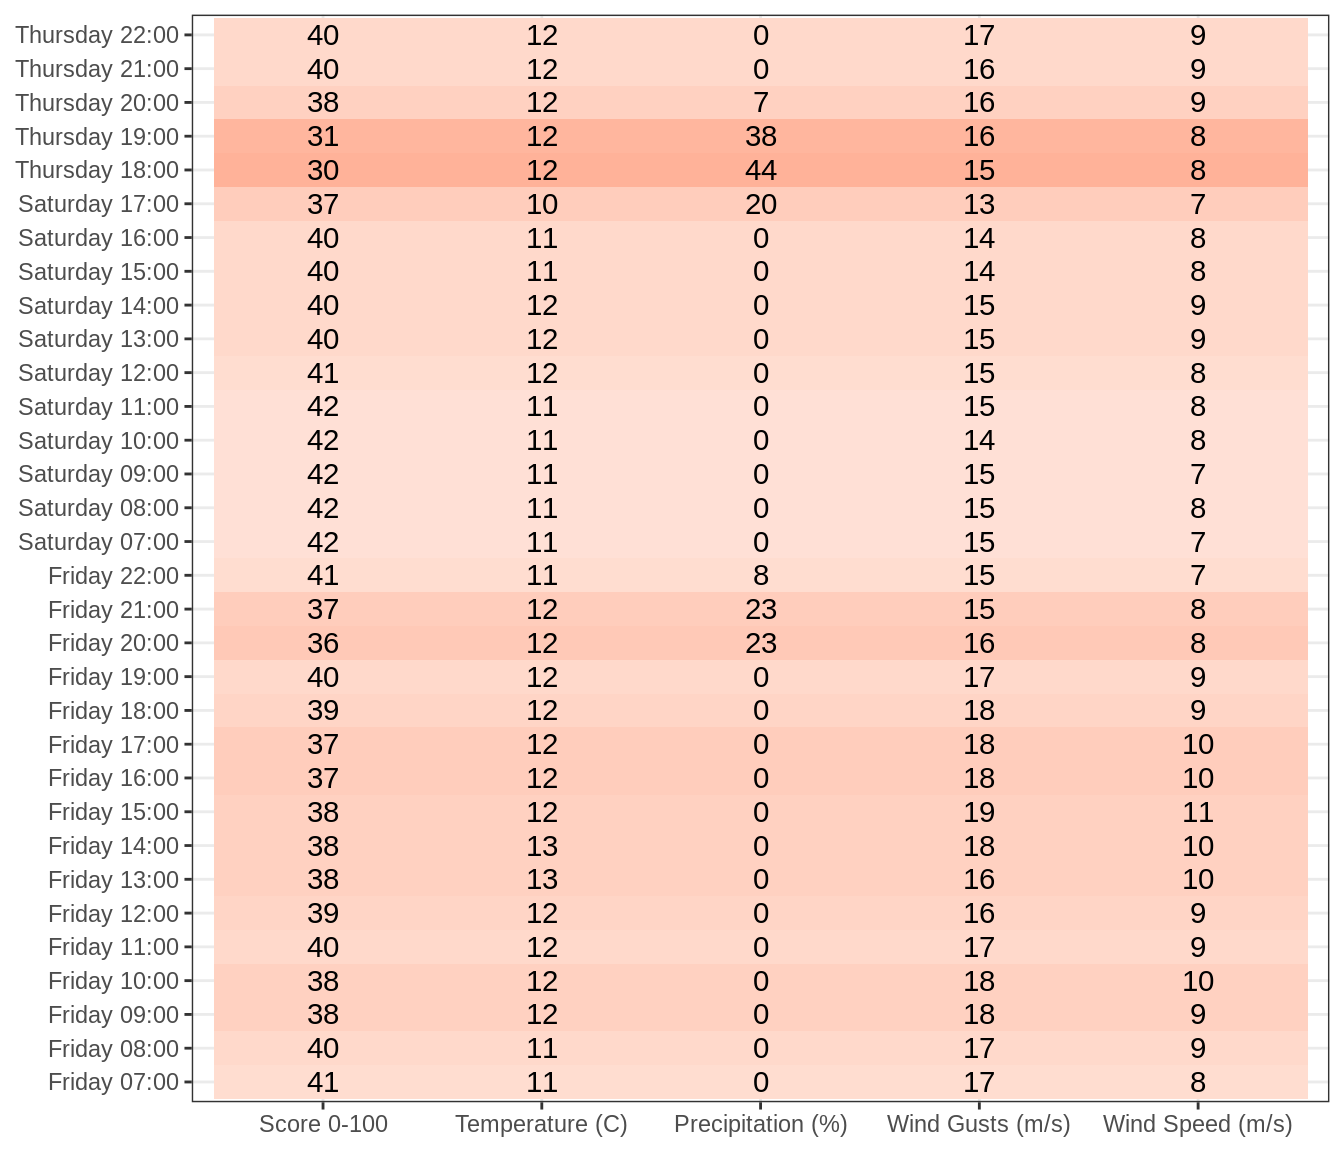 Thursday 22:00 40 12 0 17 9
Thursday 21:00 40 12 0 16 9
Thursday 20:00 38 12 7 16 9
Thursday 19:00 31 12 38 16 8
Thursday 18:00 30 12 44 15 8
Saturday 17:00 37 10 20 13 7
Saturday 16:00 40 11 0 14 8
Saturday 15:00 40 11 0 14 8
Saturday 14:00 40 12 0 15 9
Saturday 13:00 40 12 0 15 9
Saturday 12:00 41 12 0 15 8
Saturday 11:00 42 11 0 15 8
Saturday 10:00 42 11 0 14 8
Saturday 09:00 42 11 0 15 7
Saturday 08:00 42 11 0 15 8
Saturday 07:00 42 11 0 15 7
Friday 22:00 41 11 8 15 7
Friday 21:00 37 12 23 15 8
Friday 20:00 36 12 23 16 8
Friday 19:00 40 12 0 17 9
Friday 18:00 39 12 0 18 9
Friday 17:00 37 12 0 18 10
Friday 16:00 37 12 0 18 10
Friday 15:00 38 12 0 19 11
Friday 14:00 38 13 0 18 10
Friday 13:00 38 13 0 16 10
Friday 12:00 39 12 0 16 9
Friday 11:00 40 12 0 17 9
Friday 10:00 38 12 0 18 10
Friday 09:00 38 12 0 18 9
Friday 08:00 40 11 0 17 9
Friday 07:00 41 11 0 17 8
Score 0-100 Temperature (C) Precipitation (%) Wind Gusts (m/s) Wind Speed (m/s)